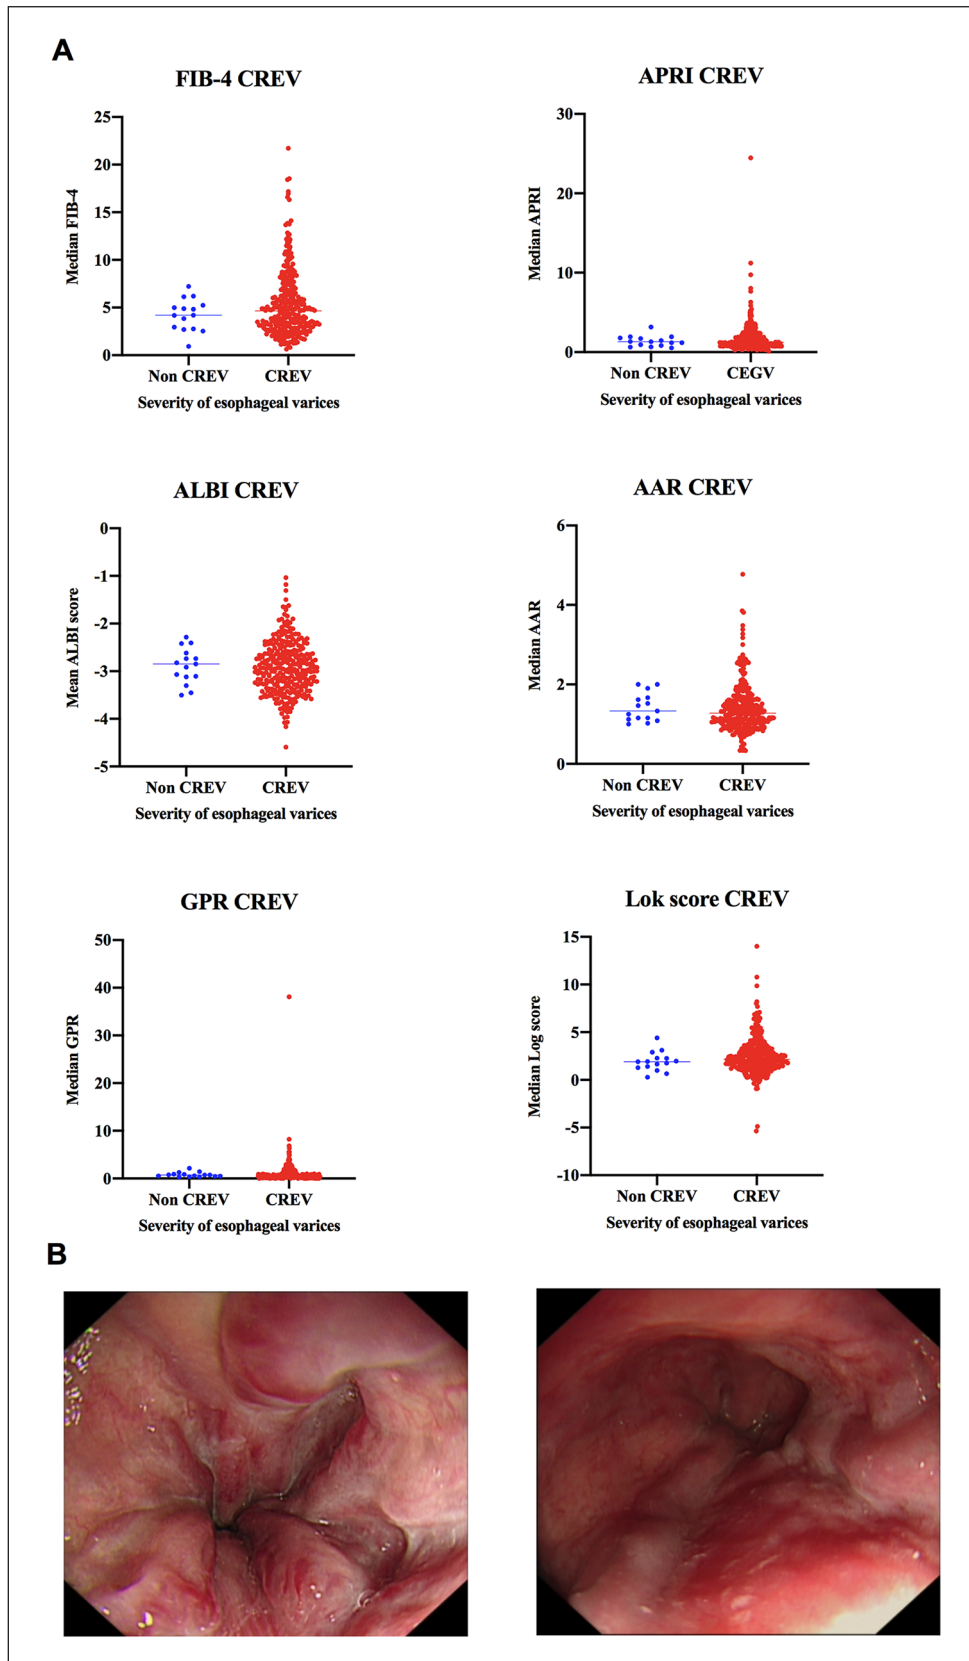 A
FIB-4 CREV
25
20
15
10
5
0
Median FIB-4
Non CREV
CREV
Severity of esophageal varices
APRI CREV
30
20
10
0
Median APRI
Non CREV
CEGV
Severity of esophageal varices
ALBI CREV
0
-1
-2
-3
-4
-5
Mean ALBI score
Non CREV
CREV
Severity of esophageal varices
AAR CREV
6
4
2
0
Median AAR
Non CREV
CREV
Severity of esophageal varices
GPR CREV
50
40
30
20
10
0
Median GPR
Non CREV
CREV
Severity of esophageal varices
Lok score CREV
15
10
5
0
-5
-10
Median Log score
Non CREV
CREV
Severity of esophageal varices
B